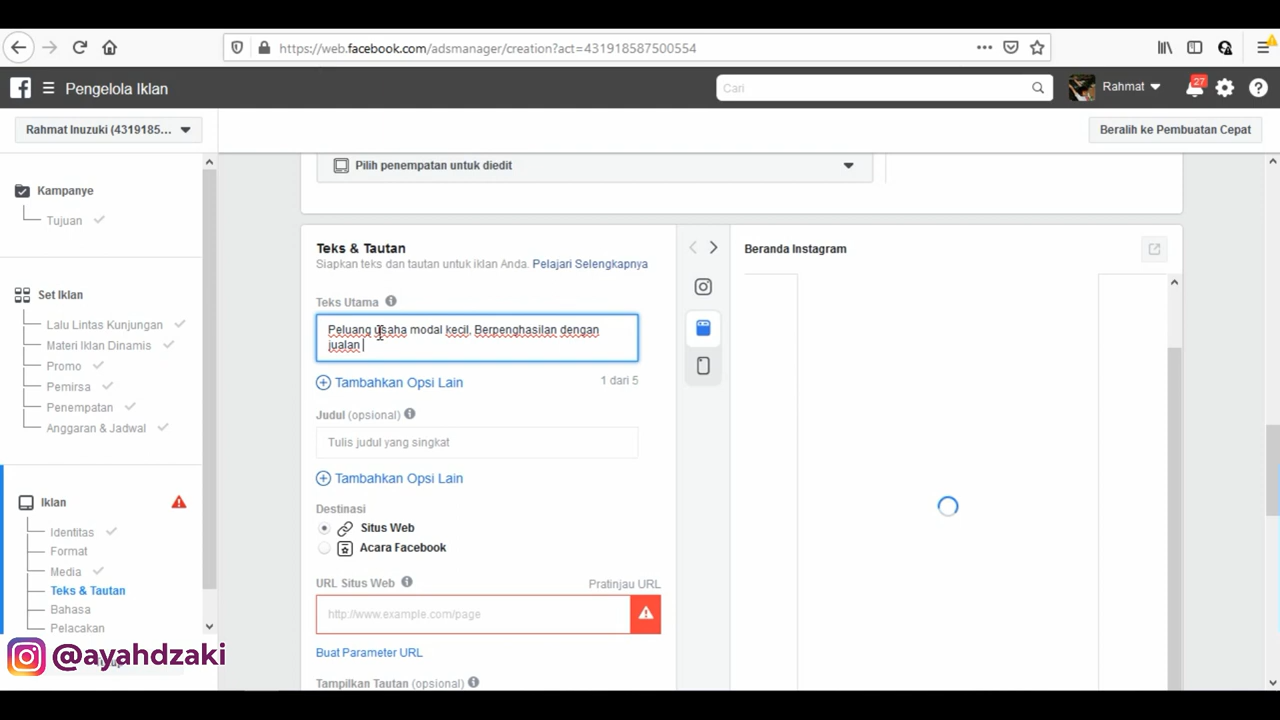 https://web.facebook.com/adsmanager/creation?act=431918587500554
Pengelola Iklan
Cari
Rahmat
27
Rahmat Inuzuki (4319185...
Beralih ke Pembuatan Cepat
Kampanye
Tujuan
Set Iklan
Lalu Lintas Kunjungan
Materi Iklan Dinamis
Promo
Pemirsa
Penempatan
Anggaran & Jadwal
Iklan
Identitas
Format
Media
Teks & Tautan
Bahasa
Pelacakan
@ayahdzaki
Pilih penempatan untuk diedit
Teks & Tautan
Siapkan teks dan tautan untuk iklan Anda. Pelajari Selengkapnya
Teks Utama
Peluang usaha modal kecil, Berpenghasilan dengan
jualan
Tambahkan Opsi Lain
1 dari 5
Judul (opsional)
Tulis judul yang singkat
Tambahkan Opsi Lain
Destinasi
Situs Web
Acara Facebook
URL Situs Web
Pratinjau URL
http://www.example.com/page
Buat Parameter URL
Tampilkan Tautan (opsional)
Beranda Instagram